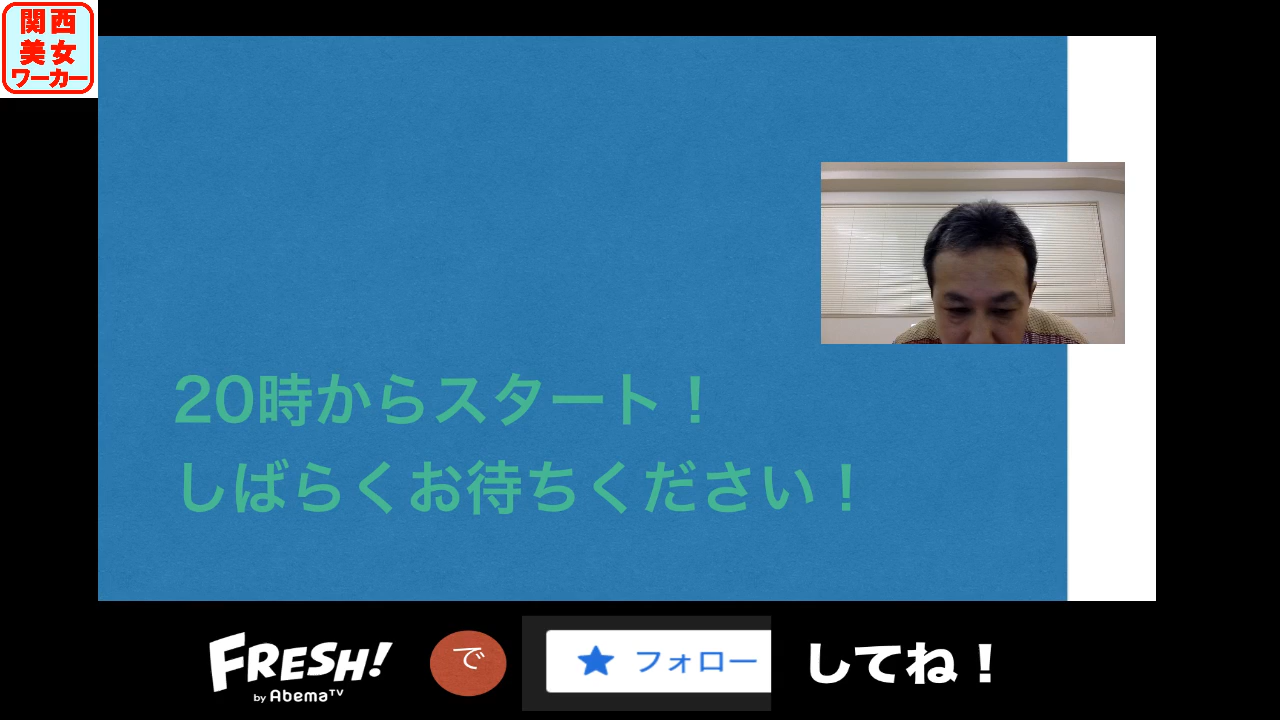 関西
美女
ワーカー
20時からスタート！
しばらくお待ちください！
FRESH! で ★ フォロー してね！
by AbemaTV